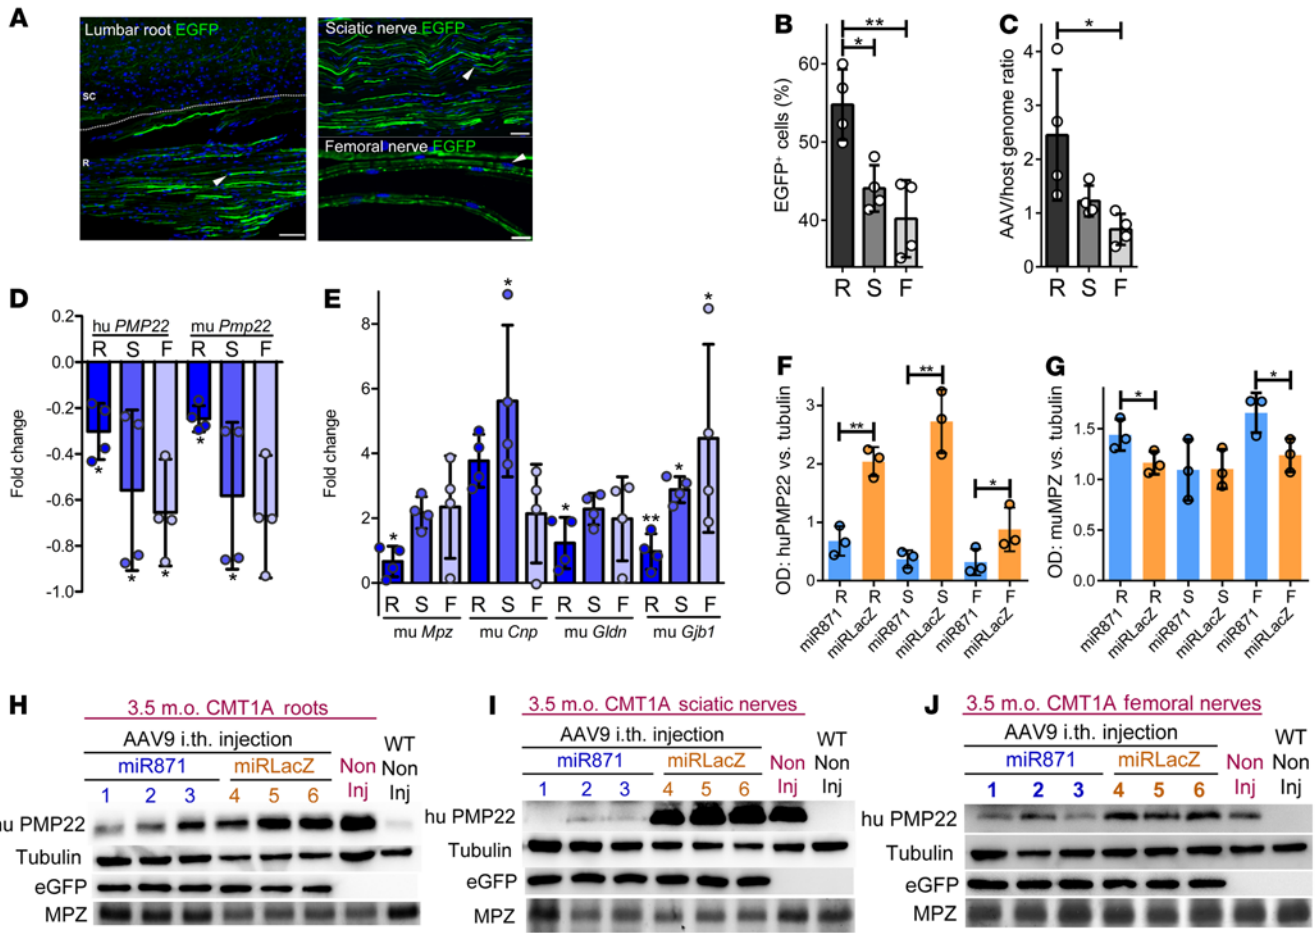 A
Lumbar root EGFP
SC
R
Sciatic nerve EGFP
Femoral nerve EGFP
B
** 
*
EGFP+ cells (%)
60
50
40
R S F
C
*
AAV/host genome ratio
4
3
2
1
0
R S F
D
hu PMP22 mu Pmp22
R S F R S F
Fold change
0.2
0.0
-0.2
-0.4
-0.6
-0.8
-1.0
* * * * *
E
Fold change
8
6
4
2
0
* * * * ** * *
R S F R S F R S F R S F
mu Mpz mu Cnp mu Gldn mu Gjb1
F
OD: huPMP22 vs. tubulin
3
2
1
0
** ** *
R R S S F F
miR871 miRLacZ miR871 miRLacZ miR871 miRLacZ
G
OD: muMPZ vs. tubulin
1.5
1.0
0.5
0.0
* *
R R S S F F
miR871 miRLacZ miR871 miRLacZ miR871 miRLacZ
H
3.5 m.o. CMT1A roots
AAV9 i.th. injection
miR871 miRLacZ
Non
Inj
WT
Non
Inj
1 2 3 4 5 6
hu PMP22
Tubulin
eGFP
MPZ
I
3.5 m.o. CMT1A sciatic nerves
AAV9 i.th. injection
miR871 miRLacZ
Non
Inj
WT
Non
Inj
1 2 3 4 5 6
hu PMP22
Tubulin
eGFP
MPZ
J
3.5 m.o. CMT1A femoral nerves
AAV9 i.th. injection
miR871 miRLacZ
Non
Inj
WT
Non
Inj
1 2 3 4 5 6
hu PMP22
Tubulin
eGFP
MPZ